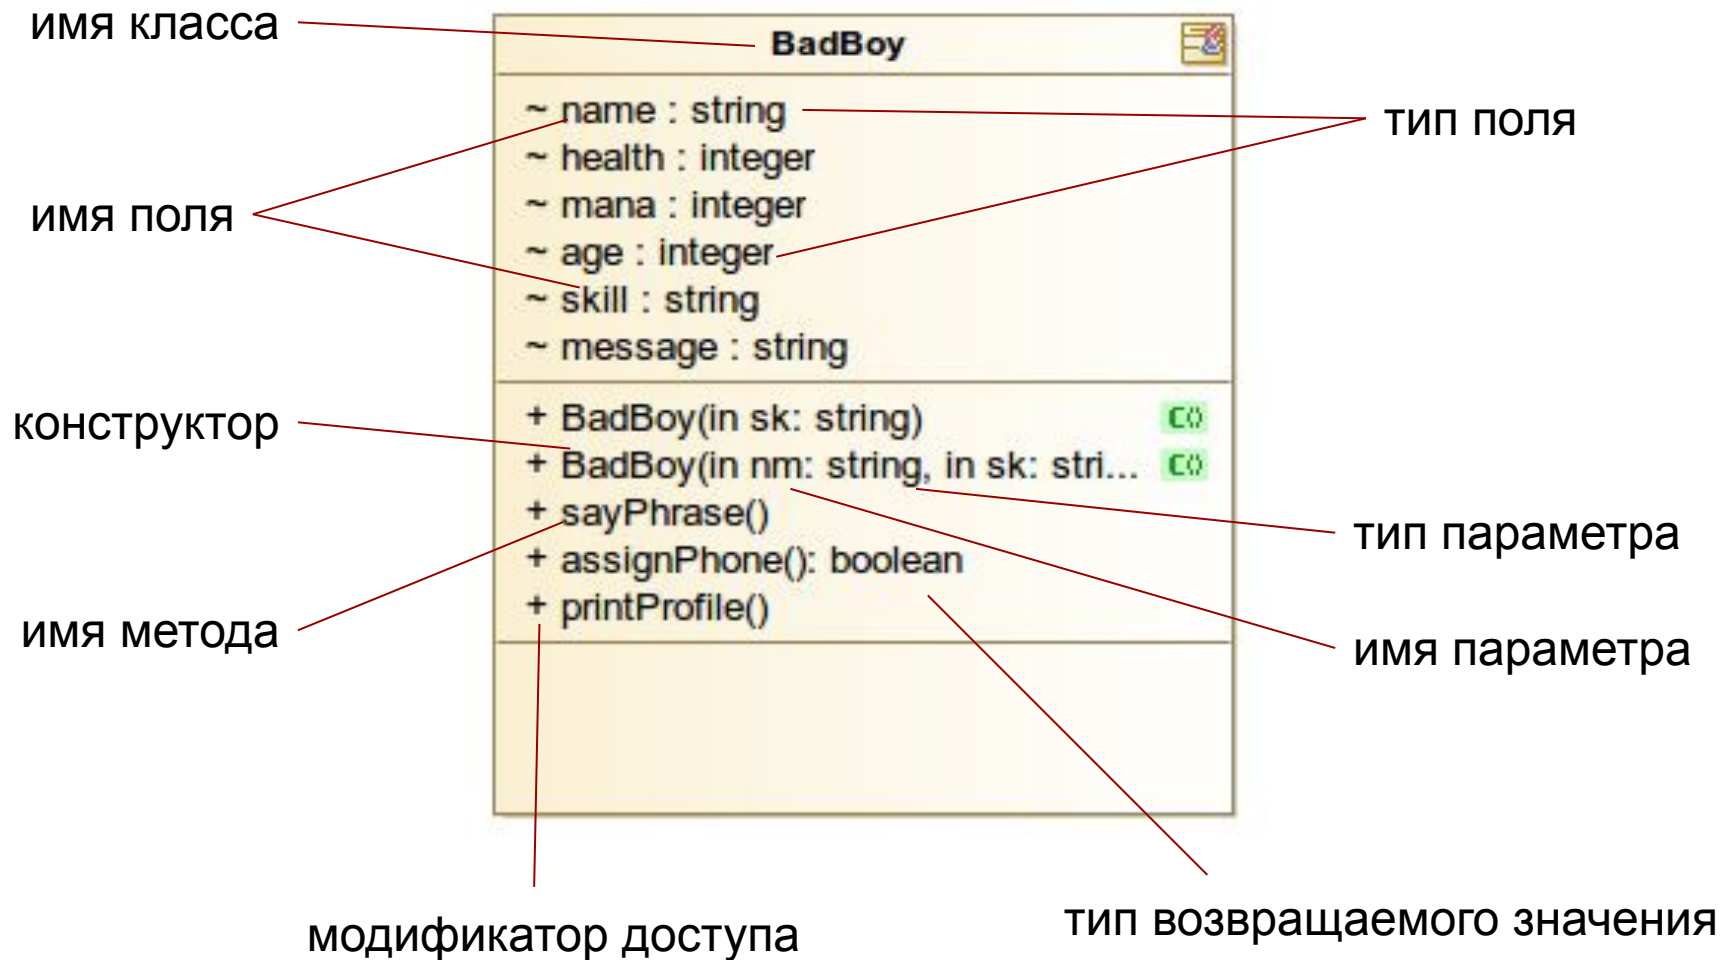 имя класса
BadBoy
~ name : string
тип поля
~ health : integer
~ mana : integer
имя поля
~ age : integer
~ skill : string
~ message : string
конструктор
+ BadBoy(in sk: string)
C()
+ BadBoy(in nm: string, in sk: stri...
C()
+ sayPhrase()
тип параметра
+ assignPhone(): boolean
+ printProfile()
имя метода
имя параметра
модификатор доступа
тип возвращаемого значения